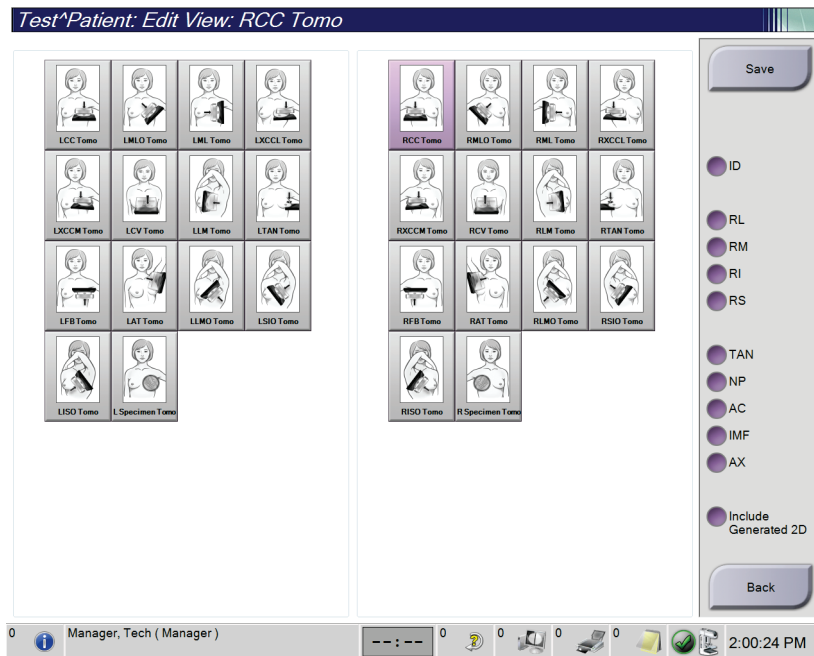 Test^Patient: Edit View: RCC Tomo
LCC Tomo
LMLO Tomo
LML Tomo
LXCCL Tomo
LXCCM Tomo
LCV Tomo
LLM Tomo
LTAN Tomo
LFB Tomo
LAT Tomo
LLMO Tomo
LSIO Tomo
LISO Tomo
L Specimen Tomo
RCC Tomo
RMLO Tomo
RML Tomo
RXCCL Tomo
RXCCM Tomo
RCV Tomo
RLM Tomo
RTAN Tomo
RFB Tomo
RAT Tomo
RLMO Tomo
RSIO Tomo
RISO Tomo
R Specimen Tomo
Save
ID
RL
RM
RI
RS
TAN
NP
AC
IMF
AX
Include
Generated 2D
Back
0
Manager, Tech ( Manager )
--:--
0
0
0
0
2:00:24 PM